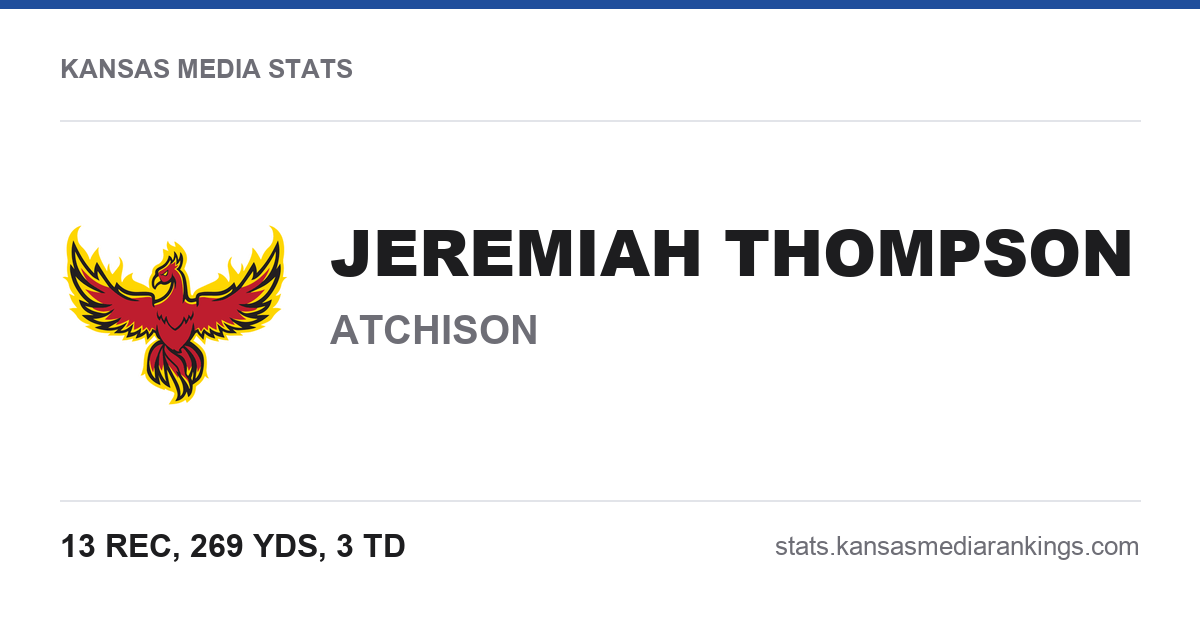 KANSAS MEDIA STATS
JEREMIAH THOMPSON
ATCHISON
13 REC, 269 YDS, 3 TD
stats.kansasmediarankings.com